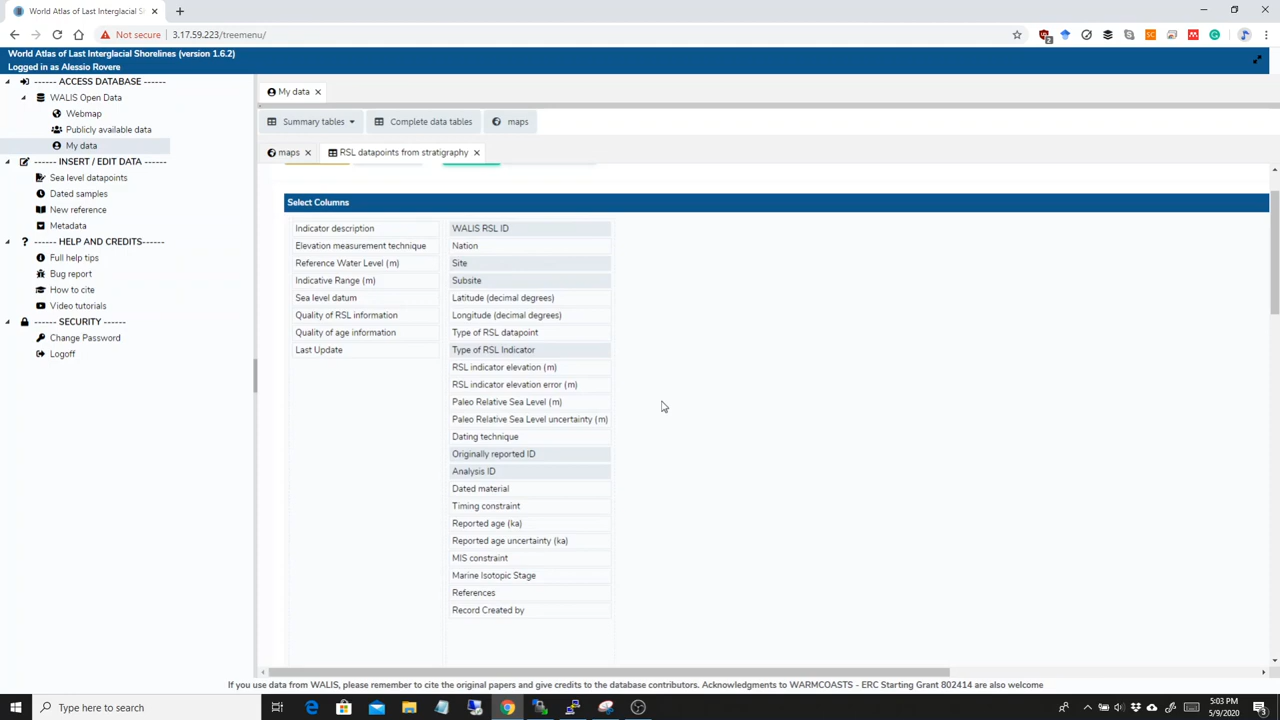 World Atlas of Last Interglacial S
Not secure
3.17.59.223/treemenu/
World Atlas of Last Interglacial Shorelines (version 1.6.2)
Logged in as Alessio Rovere
------ ACCESS DATABASE ------
WALIS Open Data
Webmap
Publicly available data
My data
------ INSERT / EDIT DATA ------
Sea level datapoints
Dated samples
New reference
Metadata
------ HELP AND CREDITS------
Full help tips
Bug report
How to cite
Video tutorials
------ SECURITY ------
Change Password
Logoff
My data
Summary tables
Complete data tables
maps
maps
RSL datapoints from stratigraphy
Select Columns
Indicator description
Elevation measurement technique
Reference Water Level (m)
Indicative Range (m)
Sea level datum
Quality of RSL information
Quality of age information
Last Update
WALIS RSL ID
Nation
Site
Subsite
Latitude (decimal degrees)
Longitude (decimal degrees)
Type of RSL datapoint
Type of RSL Indicator
RSL indicator elevation (m)
RSL indicator elevation error (m)
Paleo Relative Sea Level (m)
Paleo Relative Sea Level uncertainty (m)
Dating technique
Originally reported ID
Analysis ID
Dated material
Timing constraint
Reported age (ka)
Reported age uncertainty (ka)
MIS constraint
Marine Isotopic Stage
References
Record Created by
If you use data from WALIS, please remember to cite the original papers and give credits to the database contributors. Acknowledgments to WARMCOASTS - ERC Starting Grant 802414 are also welcome
Type here to search
5:03 PM
5/9/2020